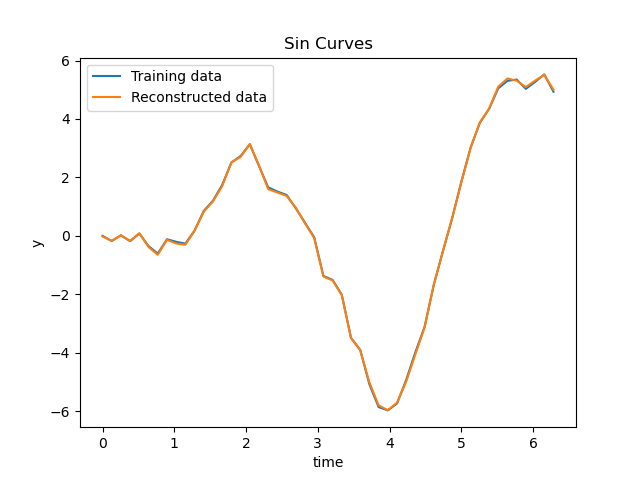 Sin Curves
Training data
Reconstructed data
y
6
4
2
0
−2
−4
−6
0 1 2 3 4 5 6
time